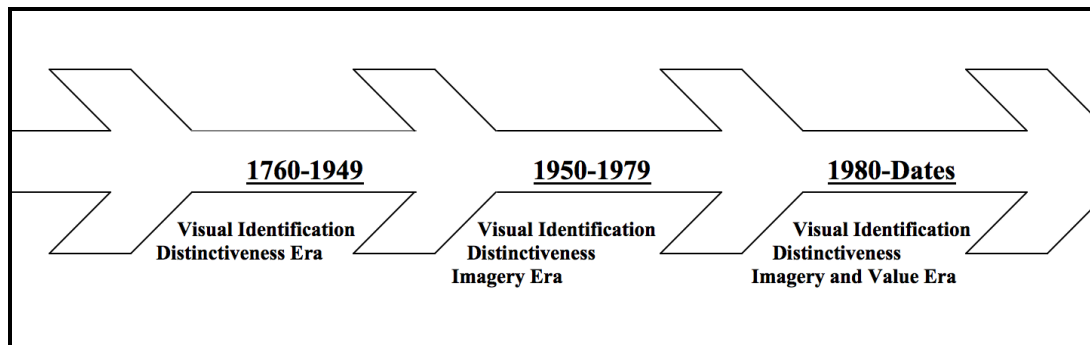 1760-1949
Visual Identification
Distinctiveness Era
1950-1979
Visual Identification
Distinctiveness
Imagery Era
1980-Dates
Visual Identification
Distinctiveness
Imagery and Value Era